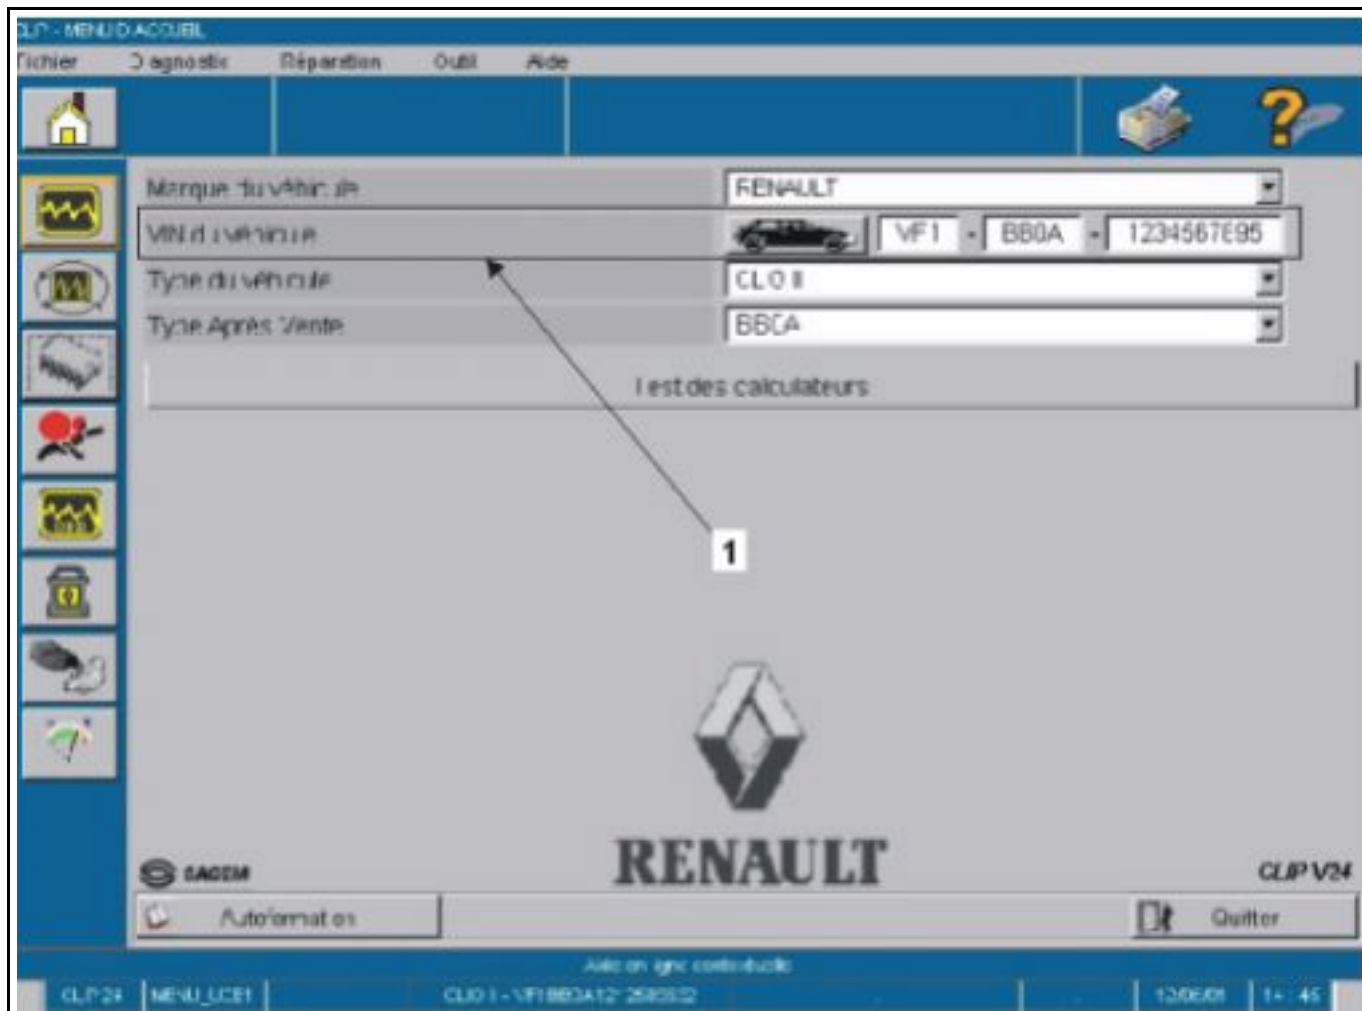 CLIP - MENU D'ACCUEIL
Fichier Diagnostic Réparation Outil Aide
Marque du véhicule RENAULT
VIN du véhicule VF1 - BB0A -
Type du véhicule CLIO II
Type Après Vente BB0A
Test des calculateurs
1
RENAULT
SAGEM CLIP V24
Autoformation Quitter
Aide en ligne contextuelle
CLIP 24 MENU_UCE1